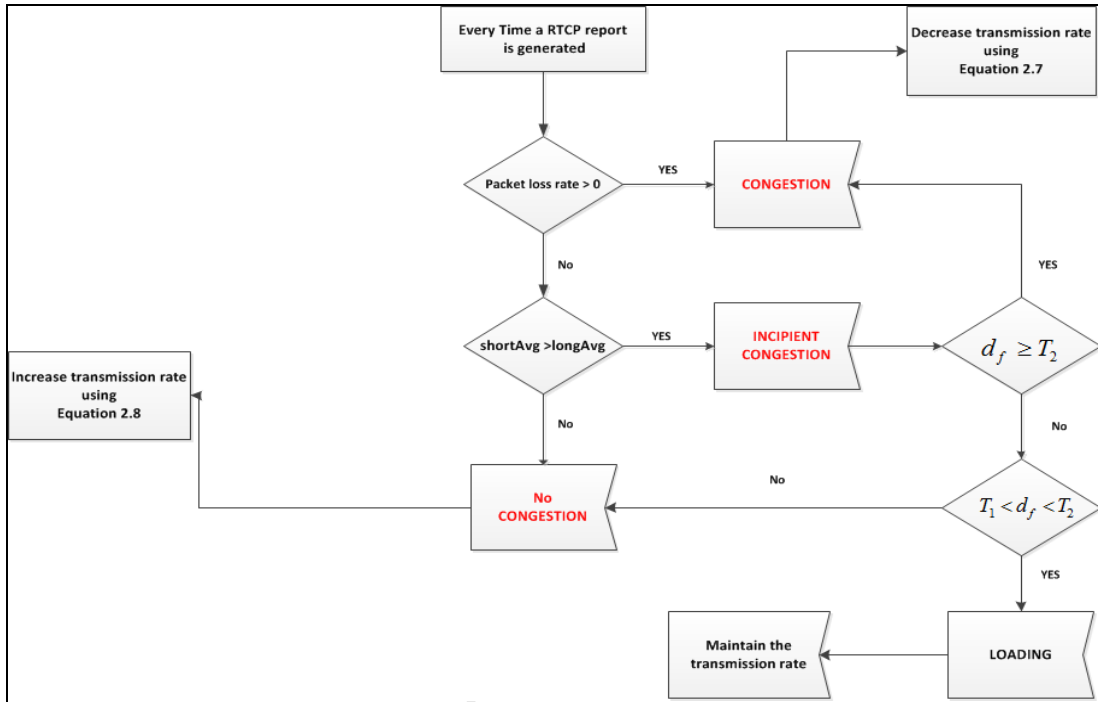 Every Time a RTCP report
is generated
Decrease transmission rate
using
Equation 2.7
Packet loss rate > 0
YES
CONGESTION
No
YES
shortAvg >longAvg
YES
INCIPIENT
CONGESTION
d_f ≥ T_2
Increase transmission rate
using
Equation 2.8
No
No
No
CONGESTION
No
T_1 < d_f < T_2
YES
Maintain the
transmission rate
LOADING